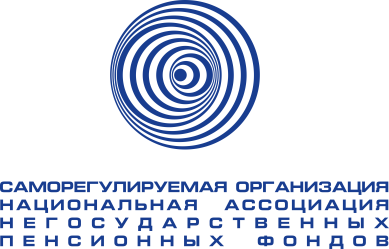 САМОРЕГУЛИРУЕМАЯ ОРГАНИЗАЦИЯ
НАЦИОНАЛЬНАЯ АССОЦИАЦИЯ
НЕГОСУДАРСТВЕННЫХ
ПЕНСИОННЫХ ФОНДОВ